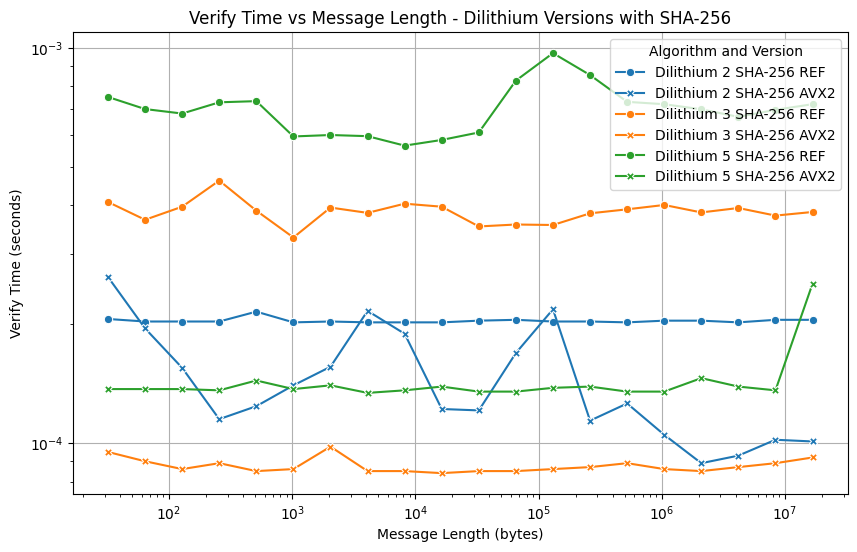 Verify Time vs Message Length - Dilithium Versions with SHA-256
Algorithm and Version
Dilithium 2 SHA-256 REF
Dilithium 2 SHA-256 AVX2
Dilithium 3 SHA-256 REF
Dilithium 3 SHA-256 AVX2
Dilithium 5 SHA-256 REF
Dilithium 5 SHA-256 AVX2
Verify Time (seconds)
10⁻³
10⁻⁴
10² 10³ 10⁴ 10⁵ 10⁶ 10⁷
Message Length (bytes)